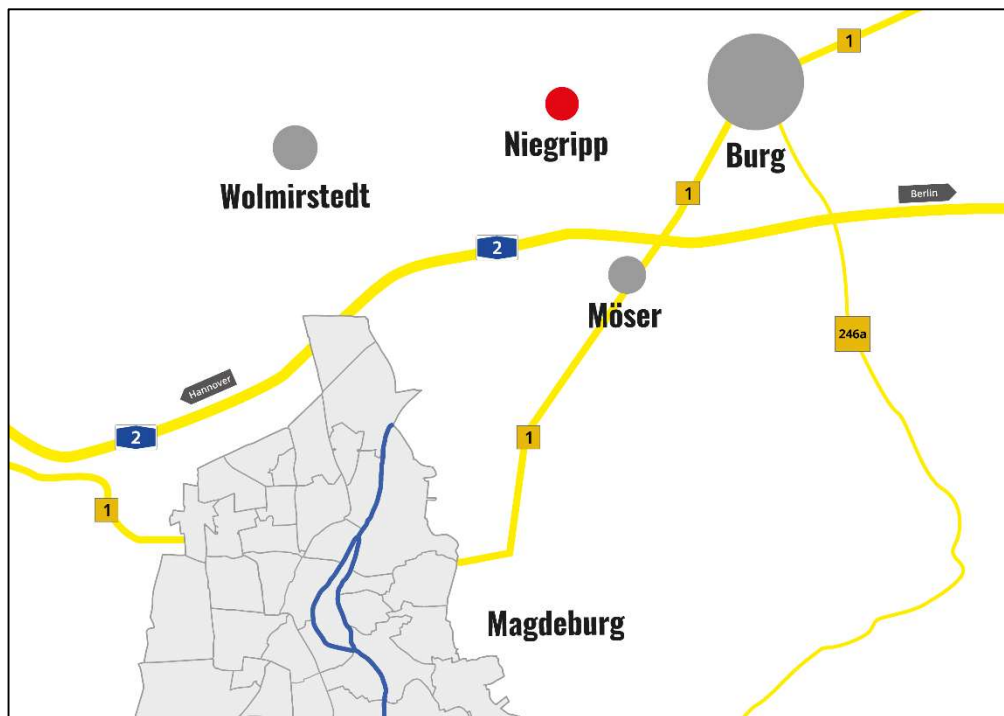 1
Niegripp
Burg
Wolmirstedt
1
Berlin
2
Möser
246a
Hannover
2
1
1
Magdeburg